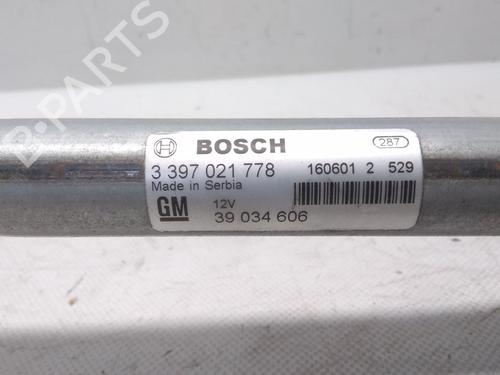 B-PARTS
BOSCH 287
3 397 021 778 160601 2 529
Made in Serbia
GM 12V
39 034 606